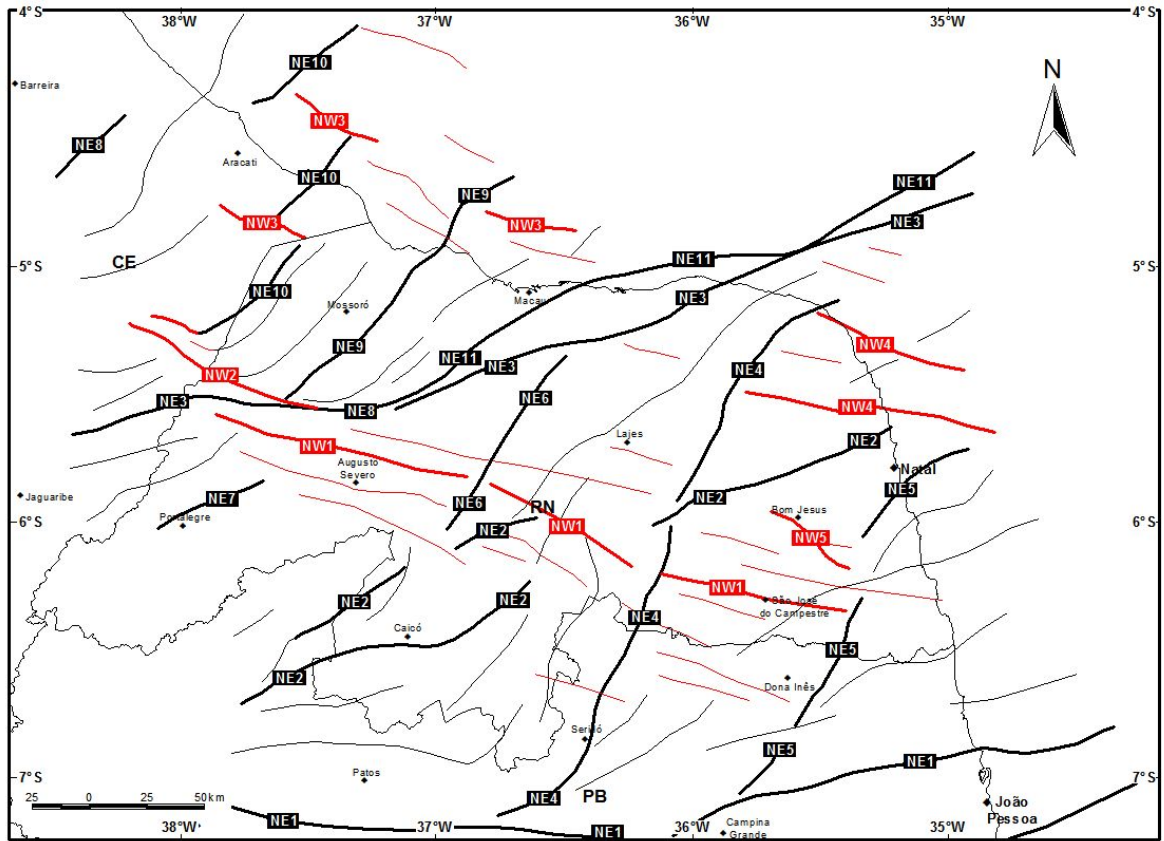 4°S
38°W
37°W
36°W
35°W
4°S
NE10
N
Barreira
NW3
NE8
Aracati
NE10
NE9
NE11
NW3
NW3
NE3
CE
5°S
NE11
5°S
NE10
Macau
NE3
Mossoró
NE9
NW4
NE11
NE3
NE4
NW2
NE6
NE3
NE8
NW4
NW1
Lajes
NE2
Augusto
Severo
Natal
Jaguaribe
NE7
NE6
NE2
NE5
RN
Portalegre
Bom Jesus
6°S
NW1
6°S
NE2
NW5
NW1
NE2
NE2
São José
do Campestre
NE4
Caicó
NE5
NE2
Dona Inês
Seridó
NE5
NE1
Patos
7°S
7°S
NE4
PB
25 0 25 50km
João
Pessoa
NE1
NE1
Campina
Grande
38°W
37°W
36°W
35°W